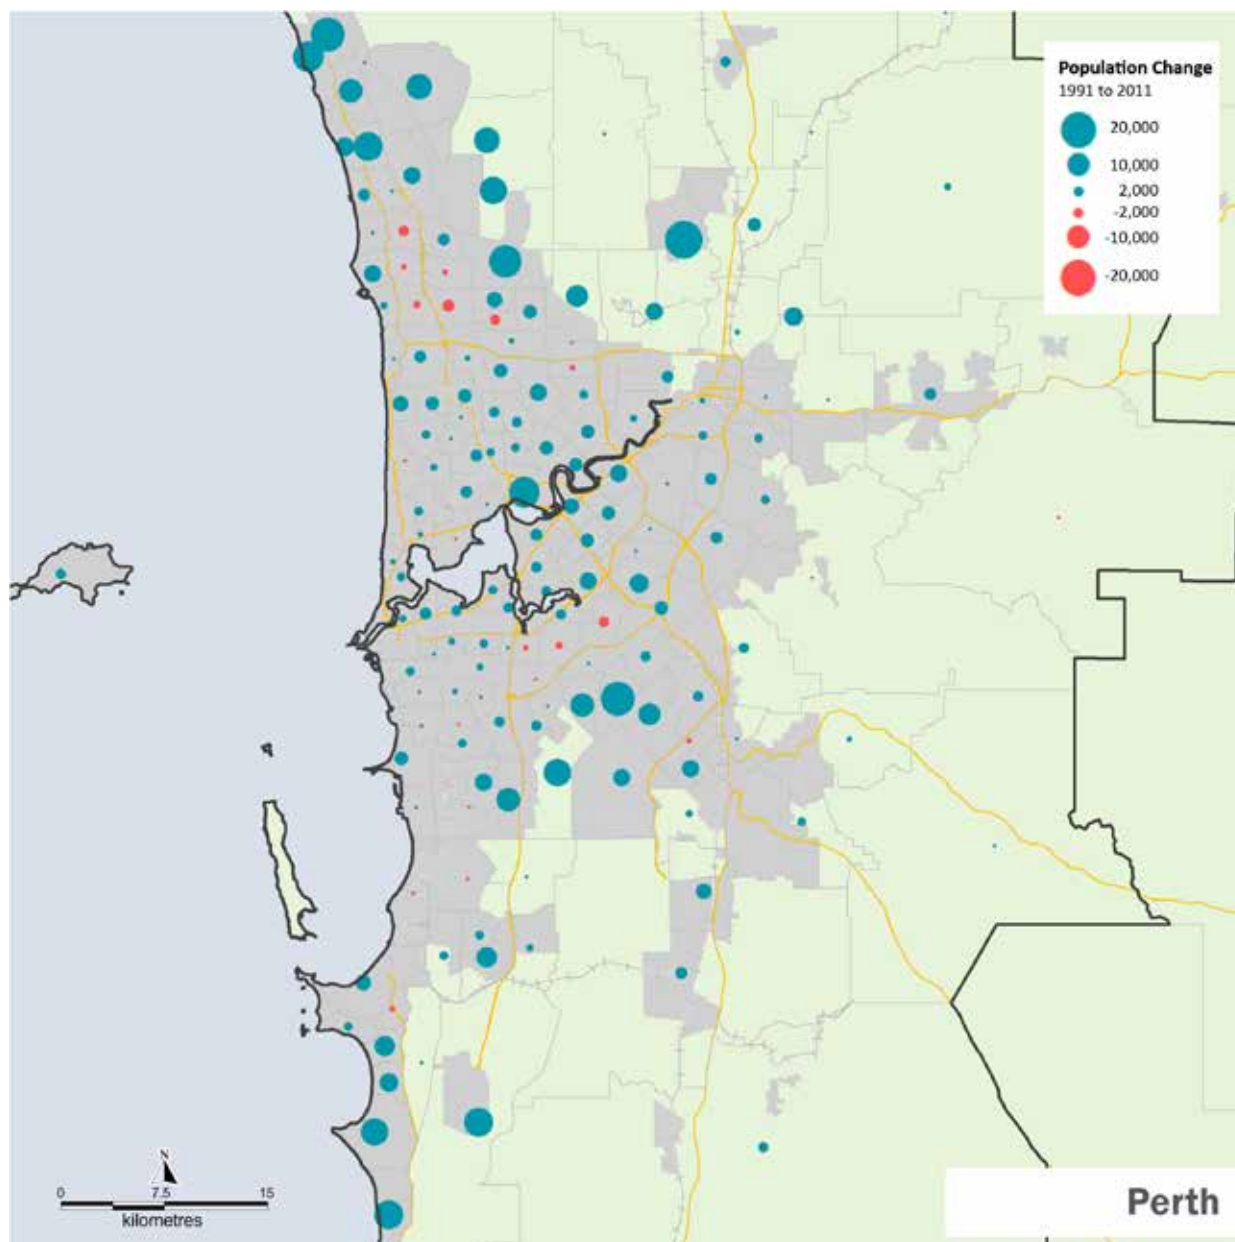 Population Change
1991 to 2011
20,000
10,000
2,000
-2,000
-10,000
-20,000
N
0 7.5 15
kilometres
Perth